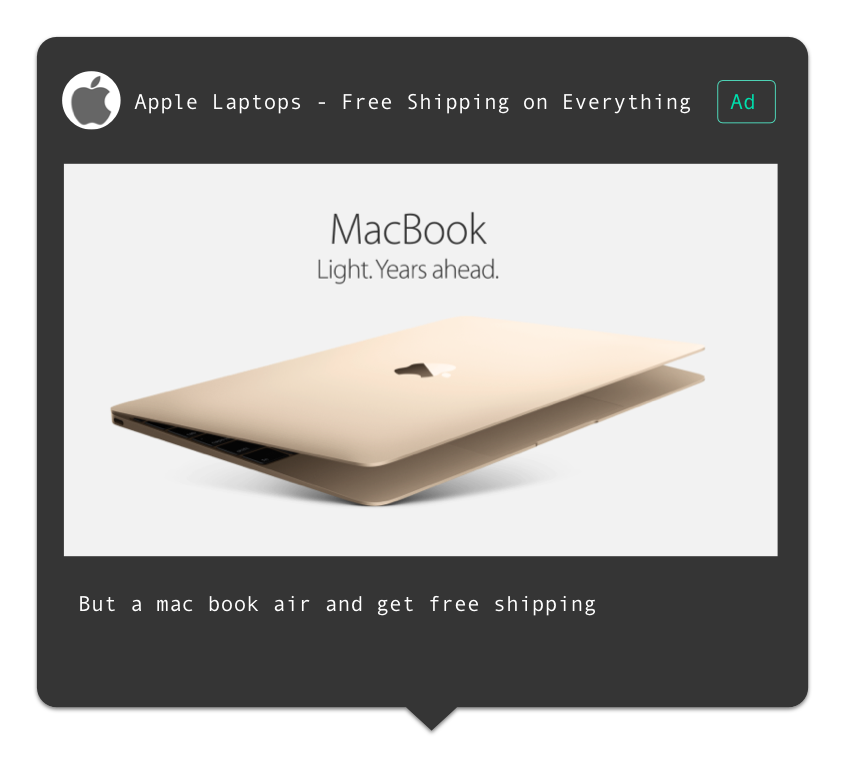 Apple Laptops - Free Shipping on Everything
Ad
MacBook
Light. Years ahead.
But a mac book air and get free shipping